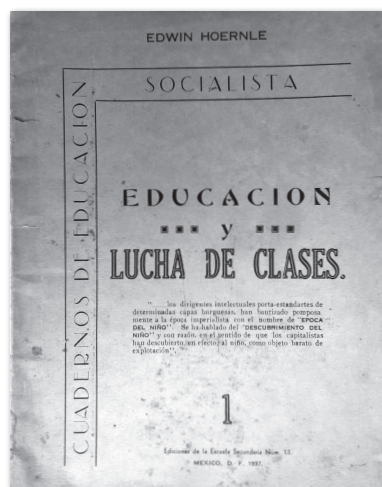 EDWIN HOERNLE
CUADERNOS DE EDUCACION
SOCIALISTA
EDUCACION
y
LUCHA DE CLASES.
"......los dirigentes intelectuales porta-estandartes de
determinadas capas burguesas, han bautizado pomposa
mente a la época imperialista con el nombre de "EPOCA
DEL NIÑO". Se ha hablado del "DESCUBRIMIENTO DEL
NIÑO" y con razón, en el sentido de que los capitalistas
han descubierto, en efecto, al niño, como objeto barato de
explotación".
1
Ediciones de la Escuela Secundaria Núm. 13.
MEXICO, D. F. 1937.